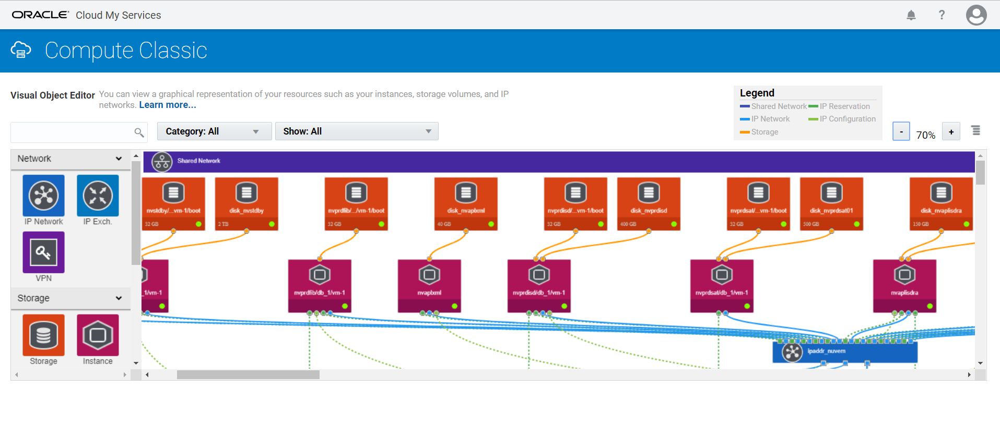 ORACLE® Cloud My Services
?
Compute Classic
Visual Object Editor You can view a graphical representation of your resources such as your instances, storage volumes, and IP
networks. Learn more...
Legend
Shared Network IP Reservation
IP Network IP Configuration
Storage
Category: All Show: All
- 70% +
Network
IP Network IP Exch.
VPN
Storage
Storage Instance
Shared Network
nvstdby/...vm-1/boot disk_nvstdby nvprdfib/.../vm-1/boot disk_nvaplxml nvprdisd/...vm-1/boot disk_nvprdisd nvprdsat/...vm-1/boot disk_nvprdsat01 disk_nvaplisdra
32 GB 2 TB 32 GB 40 GB 32 GB 400 GB 32 GB 500 GB 150 GB
_1/vm-1 nvprdfib/db_1/vm-1 nvaplxml nvprdisd/db_1/vm-1 nvprdsat/db_1/vm-1 nvaplisdra
ipaddr_nuvem